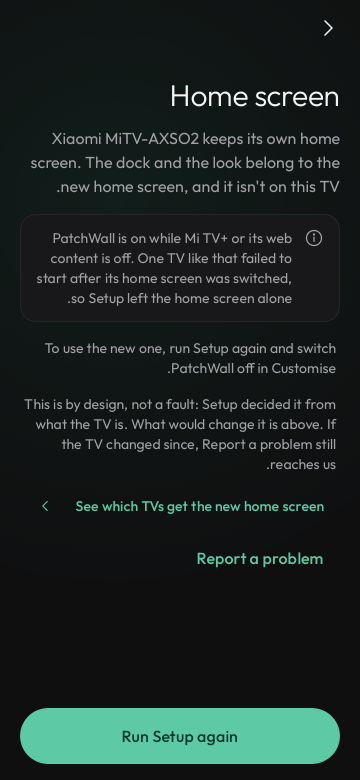 Home screen
Xiaomi MiTV-AXSO2 keeps its own home
screen. The dock and the look belong to the
.new home screen, and it isn't on this TV
PatchWall is on while Mi TV+ or its web
content is off. One TV like that failed to
start after its home screen was switched,
.so Setup left the home screen alone
To use the new one, run Setup again and switch
.PatchWall off in Customise
This is by design, not a fault: Setup decided it from
what the TV is. What would change it is above. If
the TV changed since, Report a problem still
.reaches us
See which TVs get the new home screen
Report a problem
Run Setup again